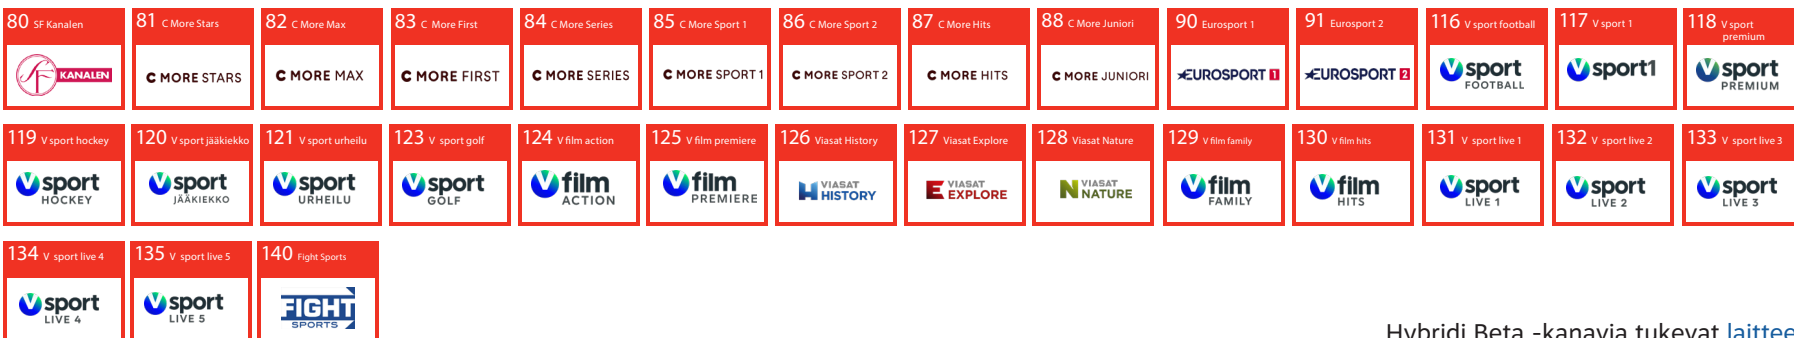 80 SF Kanalen
SF KANALEN
81 C More Stars
C MORE STARS
82 C More Max
C MORE MAX
83 C More First
C MORE FIRST
84 C More Series
C MORE SERIES
85 C More Sport 1
C MORE SPORT 1
86 C More Sport 2
C MORE SPORT 2
87 C More Hits
C MORE HITS
88 C More Juniori
C MORE JUNIORI
90 Eurosport 1
EUROSPORT 1
91 Eurosport 2
EUROSPORT 2
116 V sport football
V sport
FOOTBALL
117 V sport 1
V sport1
118 V sport
premium
V sport
PREMIUM
119 V sport hockey
V sport
HOCKEY
120 V sport jääkiekko
V sport
JÄÄKIEKKO
121 V sport urheilu
V sport
URHEILU
123 V sport golf
V sport
GOLF
124 V film action
V film
ACTION
125 V film premiere
V film
PREMIERE
126 Viasat History
H VIASAT
HISTORY
127 Viasat Explore
E VIASAT
EXPLORE
128 Viasat Nature
N VIASAT
NATURE
129 V film family
V film
FAMILY
130 V film hits
V film
HITS
131 V sport live 1
V sport
LIVE 1
132 V sport live 2
V sport
LIVE 2
133 V sport live 3
V sport
LIVE 3
134 V sport live 4
V sport
LIVE 4
135 V sport live 5
V sport
LIVE 5
140 Fight Sports
FIGHT
SPORTS
Hybridi Beta -kanavia tukevat laittee